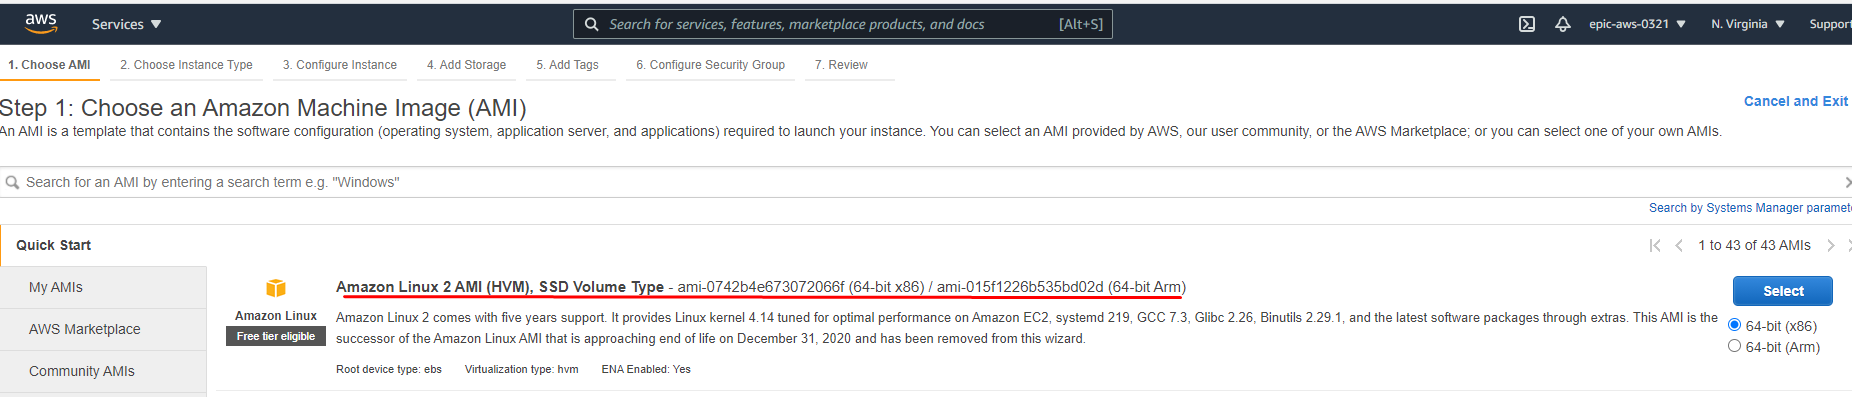 aws Services Search for services, features, marketplace products, and docs [Alt+S] epic-aws-0321 N. Virginia Support
1. Choose AMI 2. Choose Instance Type 3. Configure Instance 4. Add Storage 5. Add Tags 6. Configure Security Group 7. Review
Step 1: Choose an Amazon Machine Image (AMI)
Cancel and Exit
An AMI is a template that contains the software configuration (operating system, application server, and applications) required to launch your instance. You can select an AMI provided by AWS, our user community, or the AWS Marketplace; or you can select one of your own AMIs.
Search for an AMI by entering a search term e.g. "Windows"
Search by Systems Manager paramet
Quick Start
1 to 43 of 43 AMIs
My AMIs
AWS Marketplace
Community AMIs
Amazon Linux
Free tier eligible
Amazon Linux 2 AMI (HVM), SSD Volume Type - ami-0742b4e673072066f (64-bit x86) / ami-015f1226b535bd02d (64-bit Arm)
Amazon Linux 2 comes with five years support. It provides Linux kernel 4.14 tuned for optimal performance on Amazon EC2, systemd 219, GCC 7.3, Glibc 2.26, Binutils 2.29.1, and the latest software packages through extras. This AMI is the
successor of the Amazon Linux AMI that is approaching end of life on December 31, 2020 and has been removed from this wizard.
Root device type: ebs Virtualization type: hvm ENA Enabled: Yes
Select
64-bit (x86)
64-bit (Arm)